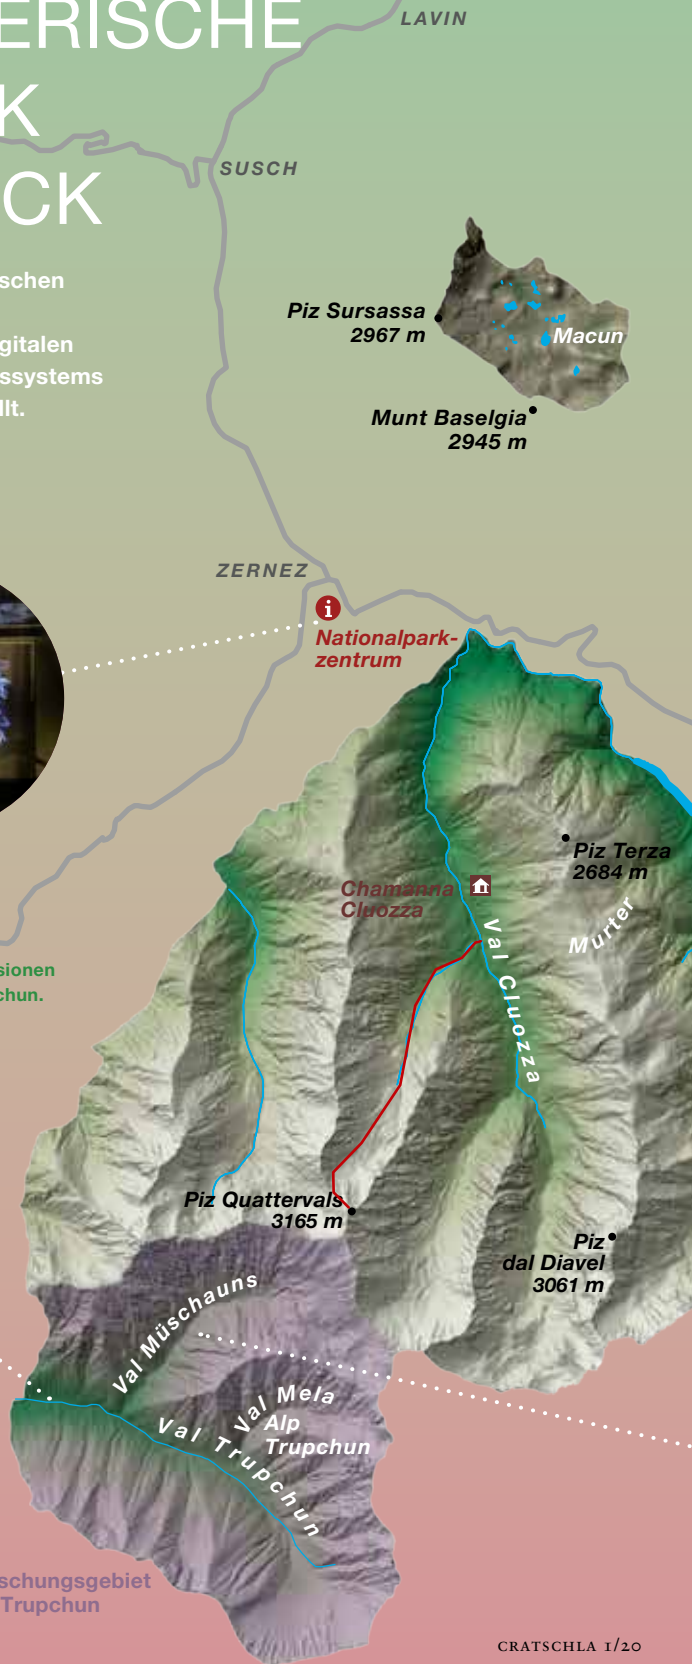 ERISCHE
LAVIN
K
SUSCH
CK
schen
gitalen
ssystems
llt.
Piz Sursassa
2967 m
Macun
Munt Baselgia
2945 m
ZERNEZ
i
Nationalpark-
zentrum
Piz Terza
2684 m
Chamanna
Cluozza
Murter
Val Cluozza
sionen
chun.
Piz Quattervals
3165 m
Piz
dal Diavel
3061 m
Val Müschauns
Val Mela
Alp
Trupchun
Val Trupchun
schungsgebiet
Trupchun
CRATSCHLA 1/20